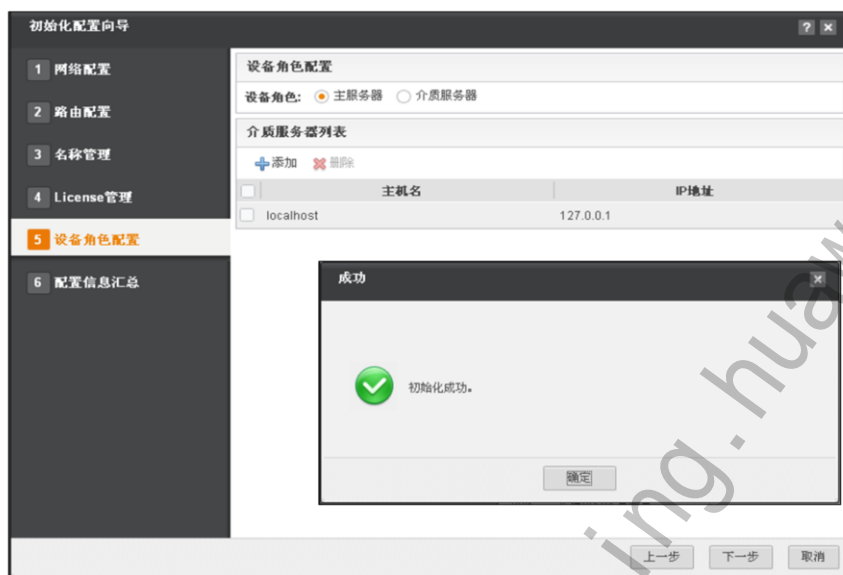 初始化配置向导
? ×
1 网络配置
2 路由配置
3 名称管理
4 License管理
5 设备角色配置
6 配置信息汇总
设备角色配置
设备角色: 主服务器 介质服务器
介质服务器列表
添加 删除
主机名 IP地址
localhost 127.0.0.1
成功
初始化成功。
确定
上一步 下一步 取消
ing.huaw